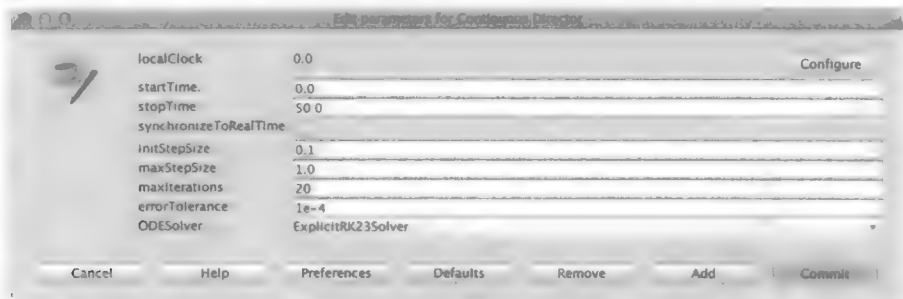 Edit parameters for Continuous Director
localClock 0.0 Configure
startTime. 0.0
stopTime 50 0
synchronizeToRealTime
initStepSize 0.1
maxStepSize 1.0
maxIterations 20
errorTolerance 1e-4
ODESolver ExplicitRK23Solver
Cancel Help Preferences Defaults Remove Add Commit